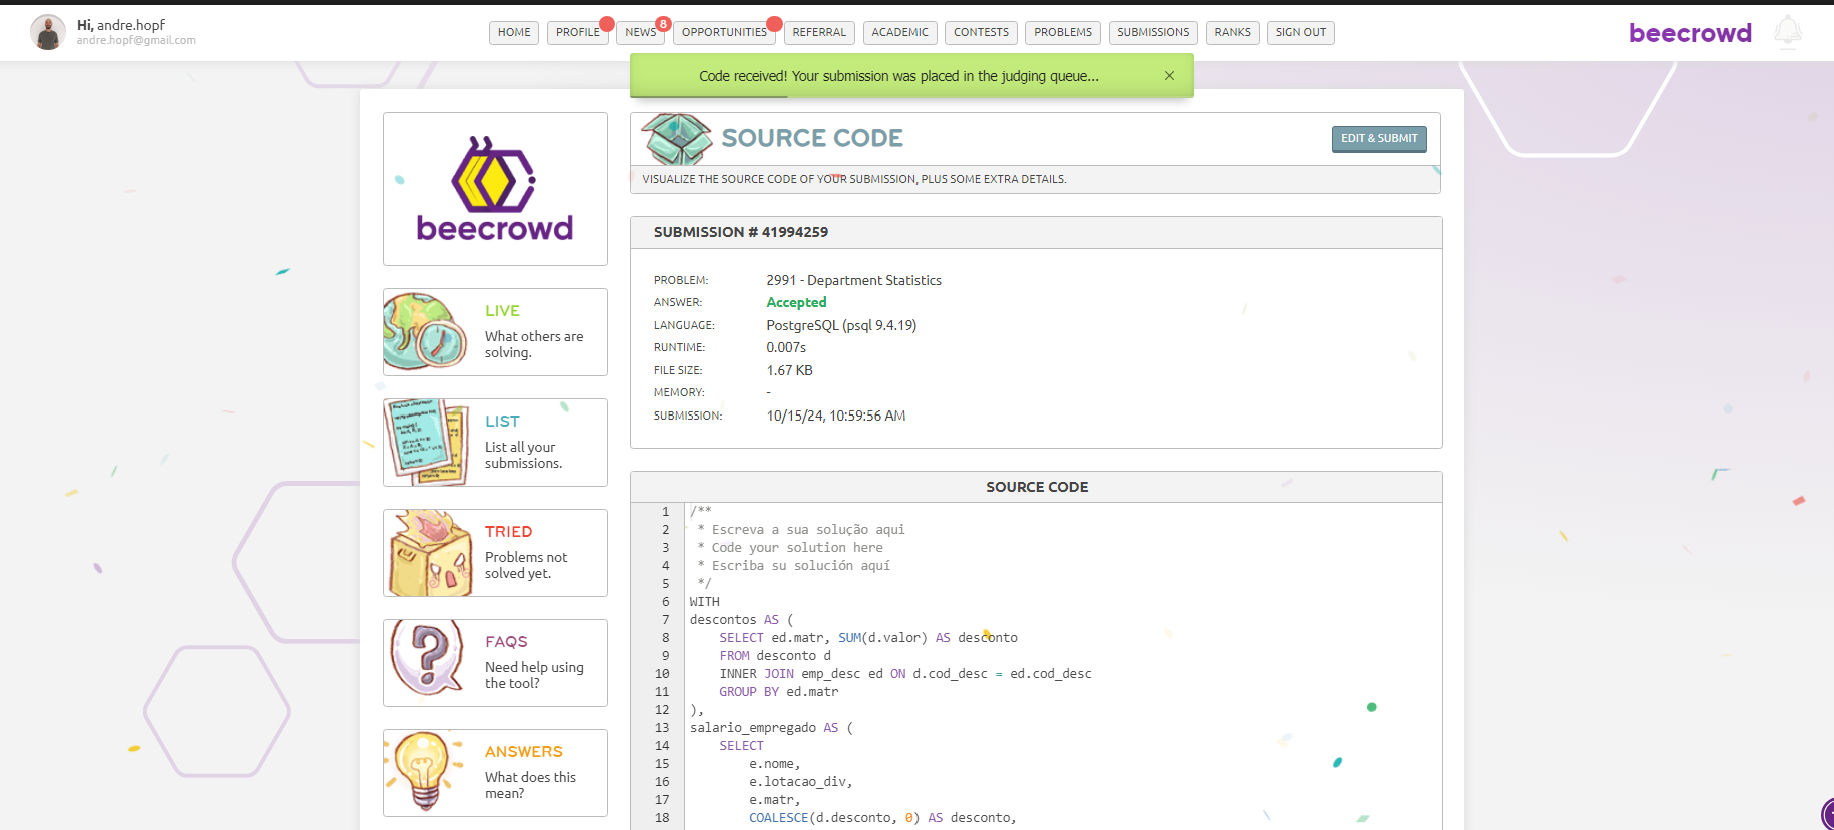 Hi, andre.hopf
andre.hopf@gmail.com
HOME
PROFILE
NEWS
8
OPPORTUNITIES
REFERRAL
ACADEMIC
CONTESTS
PROBLEMS
SUBMISSIONS
RANKS
SIGN OUT
beecrowd
Code received! Your submission was placed in the judging queue...
×
beecrowd
LIVE
What others are
solving.
LIST
List all your
submissions.
TRIED
Problems not
solved yet.
FAQS
Need help using
the tool?
ANSWERS
What does this
mean?
SOURCE CODE
EDIT & SUBMIT
VISUALIZE THE SOURCE CODE OF YOUR SUBMISSION, PLUS SOME EXTRA DETAILS.
SUBMISSION # 41994259
PROBLEM: 2991 - Department Statistics
ANSWER: Accepted
LANGUAGE: PostgreSQL (psql 9.4.19)
RUNTIME: 0.007s
FILE SIZE: 1.67 KB
MEMORY: -
SUBMISSION: 10/15/24, 10:59:56 AM
SOURCE CODE
1 /**
2  * Escreva a sua solução aqui
3  * Code your solution here
4  * Escriba su solución aquí
5  */
6 WITH
7 descontos AS (
8     SELECT ed.matr, SUM(d.valor) AS desconto
9     FROM desconto d
10     INNER JOIN emp_desc ed ON d.cod_desc = ed.cod_desc
11     GROUP BY ed.matr
12 ),
13 salario_empregado AS (
14     SELECT
15         e.nome,
16         e.lotacao_div,
17         e.matr,
18         COALESCE(d.desconto, 0) AS desconto,